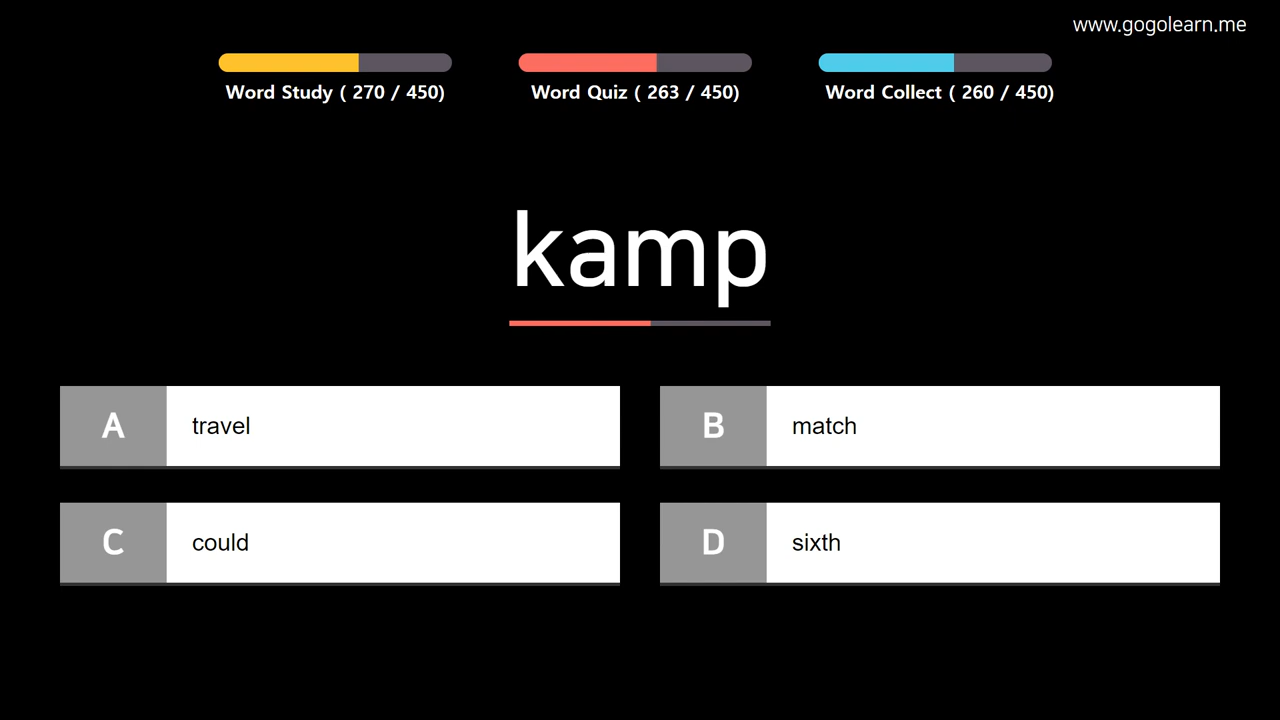 www.gogolearn.me
Word Study ( 270 / 450)
Word Quiz ( 263 / 450)
Word Collect ( 260 / 450)
kamp
A travel
B match
C could
D sixth